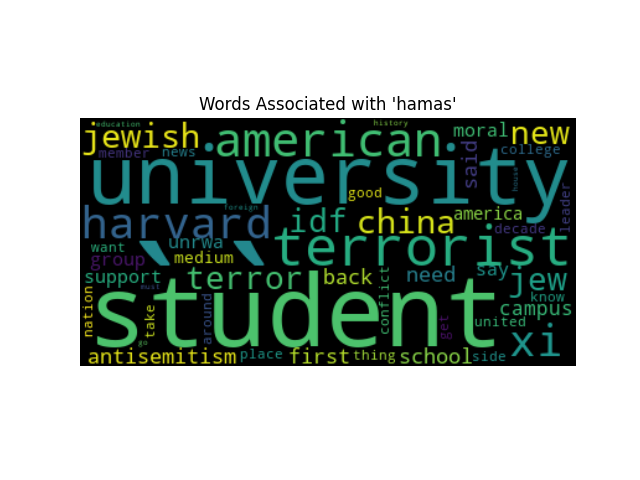 Words Associated with 'hamas'
education
history
jewish
american
moral
new
member
news
said
college
university
house
good
leader
harvard
foreign
idf
china
america
decade
want
unrwa
``
terrorist
group
medium
support
terror
back
need
say
jew
know
nation
student
must
around
conflict
campus
take
get
united
go
xi
antisemitism
place
first
thing
school
side